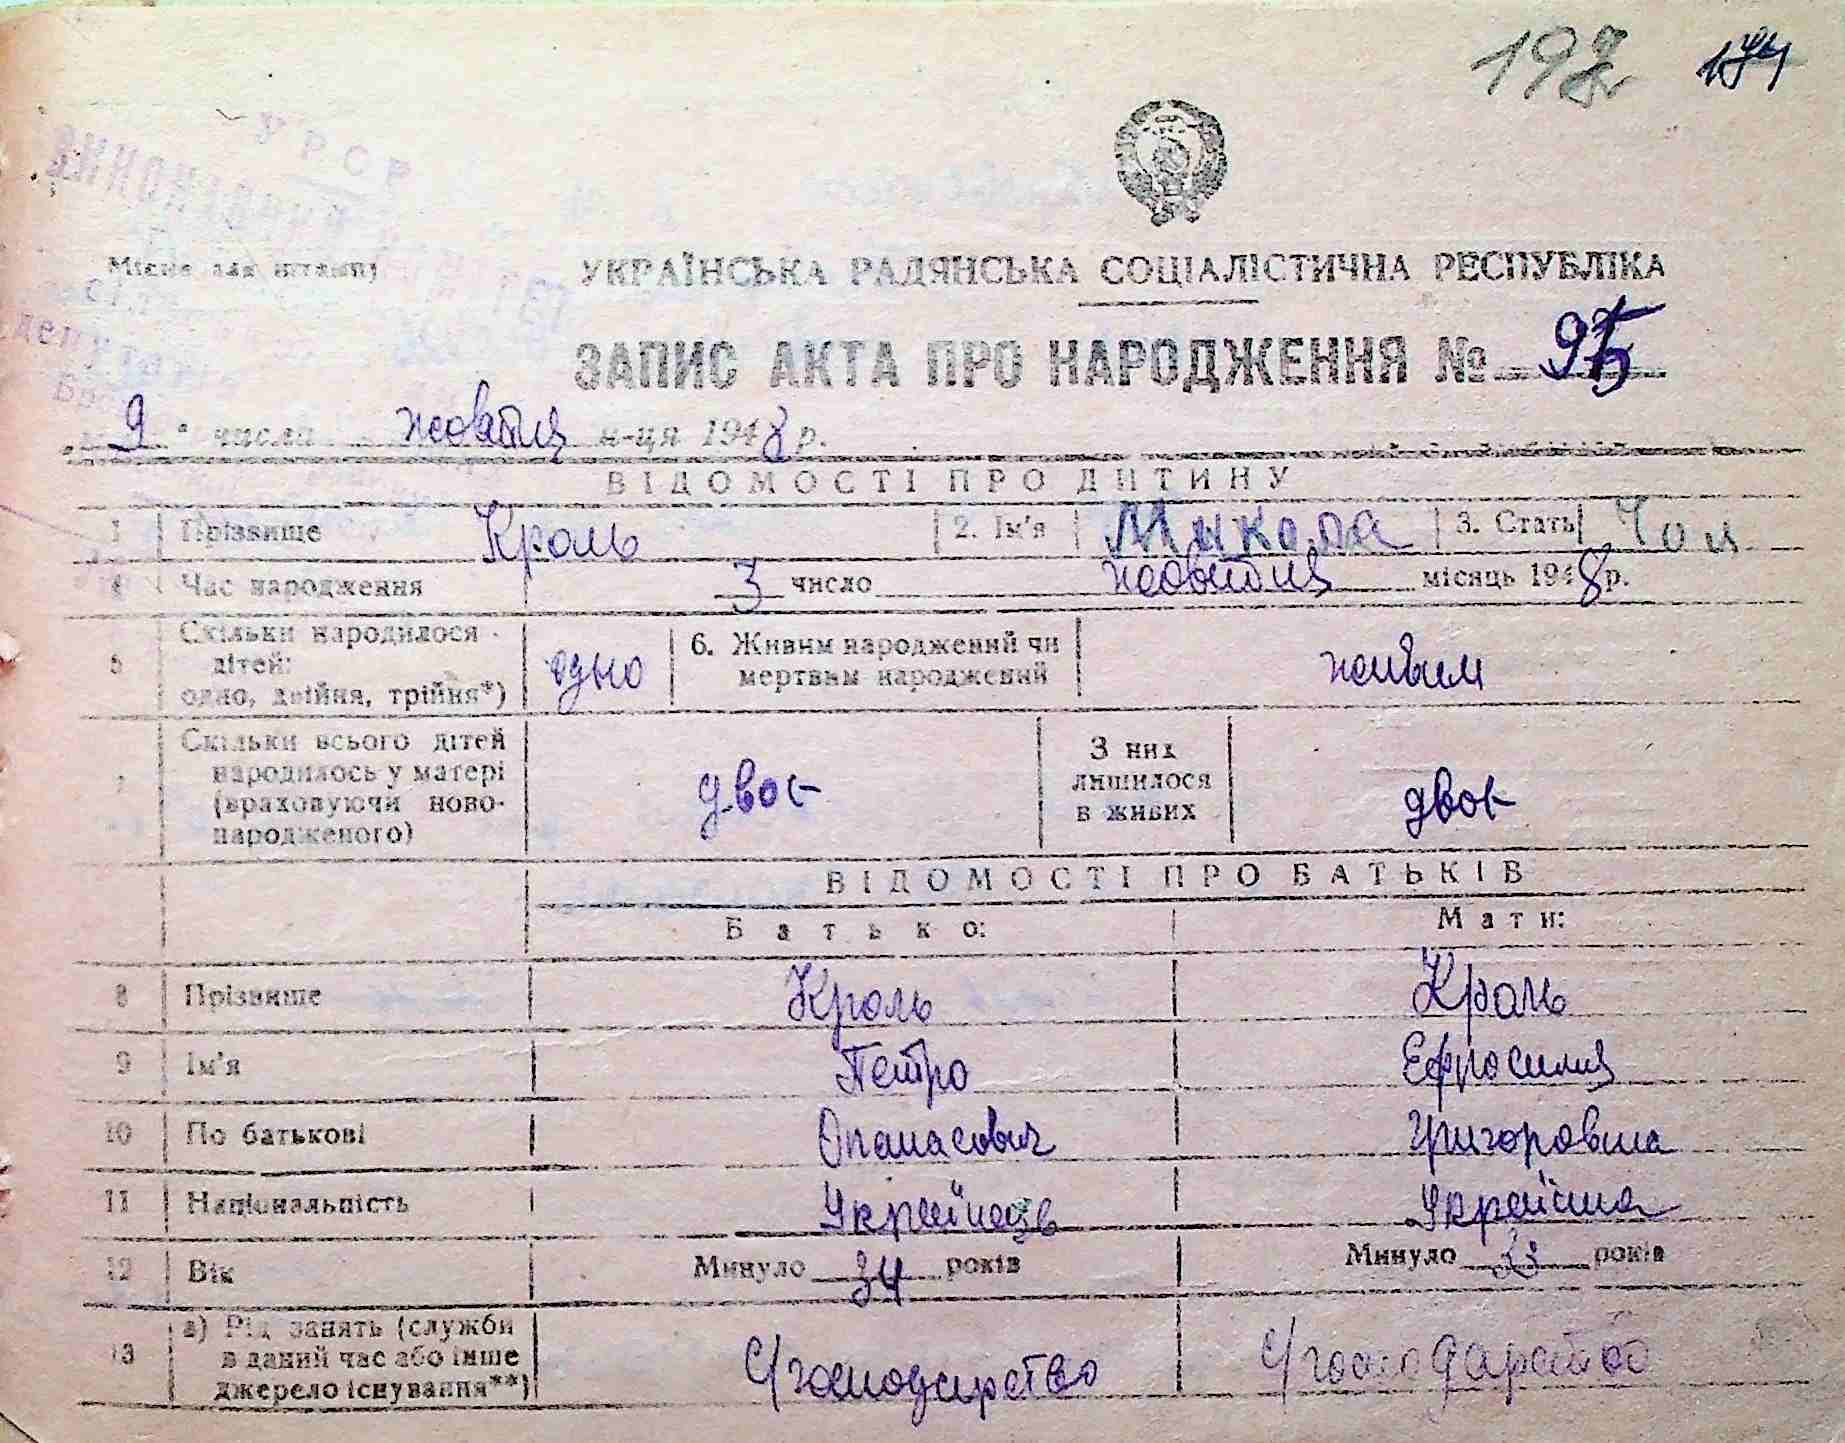 УРСР
Місце для штампу
УКРАЇНСЬКА РАДЯНСЬКА СОЦІАЛІСТИЧНА РЕСПУБЛІКА
ЗАПИС АКТА ПРО НАРОДЖЕННЯ №
„9“ числа жовтня м-ця 1948 р.
ВІДОМОСТІ ПРО ДИТИНУ
1 Прізвище Кроль 2. Ім'я Микола 3. Стать Чол
4 Час народження 3 число жовтня місяць 1948 р.
5 Скільки народилося дітей: одно, двійня, трійня*) одно 6. Живим народжений чи мертвим народжений живим
7 Скільки всього дітей народилось у матері (враховуючи новонародженого) двоє З них лишилося в живих двоє
ВІДОМОСТІ ПРО БАТЬКІВ
Батько: Мати:
8 Прізвище Кроль Кроль
9 Ім'я Петро Ефросинія
10 По батькові Опанасович Григоровна
11 Національність Українець Українка
12 Вік Минуло 34 років Минуло 33 років
13 а) Рід занять (служби в даний час або інше джерело існування**) С/господарство С/господарство